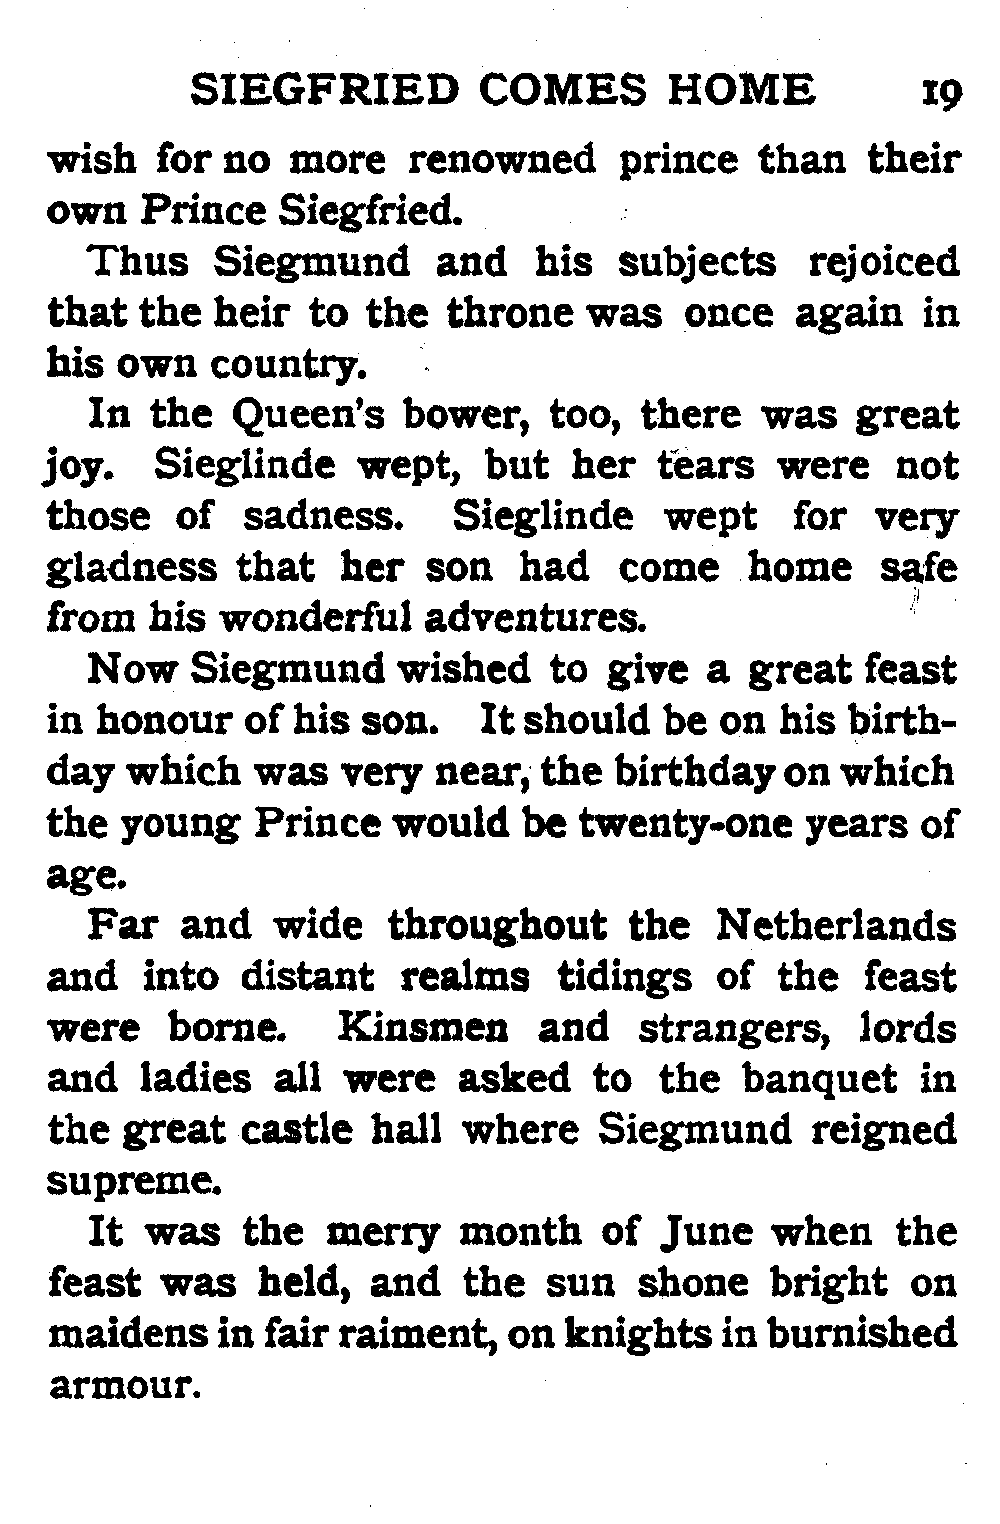 SIEGFRIED COMES HOME 19
wish for no more renowned prince than their
own Prince Siegfried.
Thus Siegmund and his subjects rejoiced
that the heir to the throne was once again in
his own country.
In the Queen's bower, too, there was great
joy. Sieglinde wept, but her tears were not
those of sadness. Sieglinde wept for very
gladness that her son had come home safe
from his wonderful adventures.
Now Siegmund wished to give a great feast
in honour of his son. It should be on his birth-
day which was very near, the birthday on which
the young Prince would be twenty-one years of
age.
Far and wide throughout the Netherlands
and into distant realms tidings of the feast
were borne. Kinsmen and strangers, lords
and ladies all were asked to the banquet in
the great castle hall where Siegmund reigned
supreme.
It was the merry month of June when the
feast was held, and the sun shone bright on
maidens in fair raiment, on knights in burnished
armour.